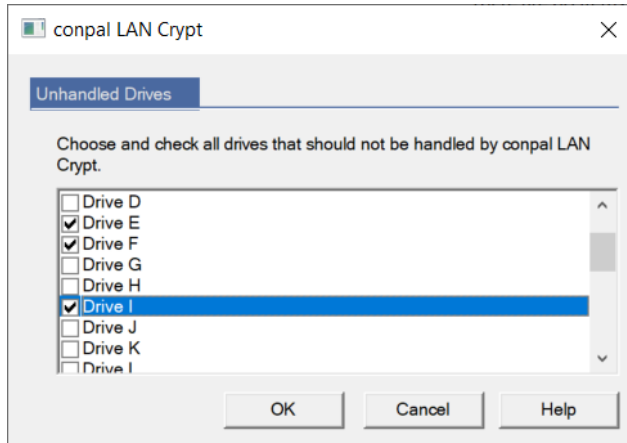 conpal LAN Crypt
Unhandled Drives
Choose and check all drives that should not be handled by conpal LAN
Crypt.
Drive D
Drive E
Drive F
Drive G
Drive H
Drive I
Drive J
Drive K
OK Cancel Help